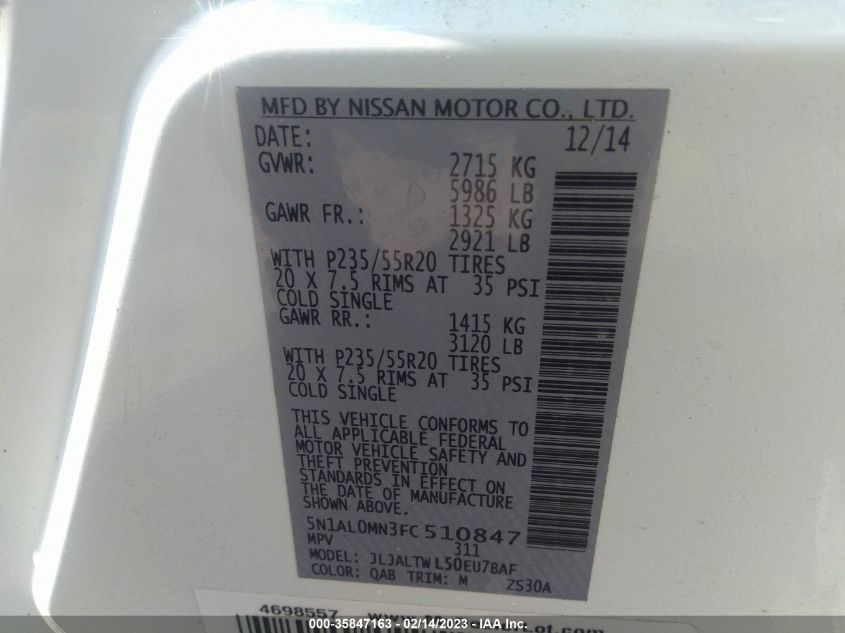 MFD BY NISSAN MOTOR CO., LTD.
DATE: 12/14
GVWR: 2715 KG
5986 LB
GAWR FR.: 1325 KG
2921 LB
WITH P235/55R20 TIRES
20 X 7.5 RIMS AT 35 PSI
COLD SINGLE
GAWR RR.: 1415 KG
3120 LB
WITH P235/55R20 TIRES
20 X 7.5 RIMS AT 35 PSI
COLD SINGLE
THIS VEHICLE CONFORMS TO
ALL APPLICABLE FEDERAL
MOTOR VEHICLE SAFETY AND
THEFT PREVENTION
STANDARDS IN EFFECT ON
THE DATE OF MANUFACTURE
SHOWN ABOVE.
5N1AL0MN3FC510847
MPV 311
MODEL: JLJALTWL50EU7BAF
COLOR: QAB TRIM: M ZS30A
4698557
000-35847163 - 02/14/2023 - IAA Inc.